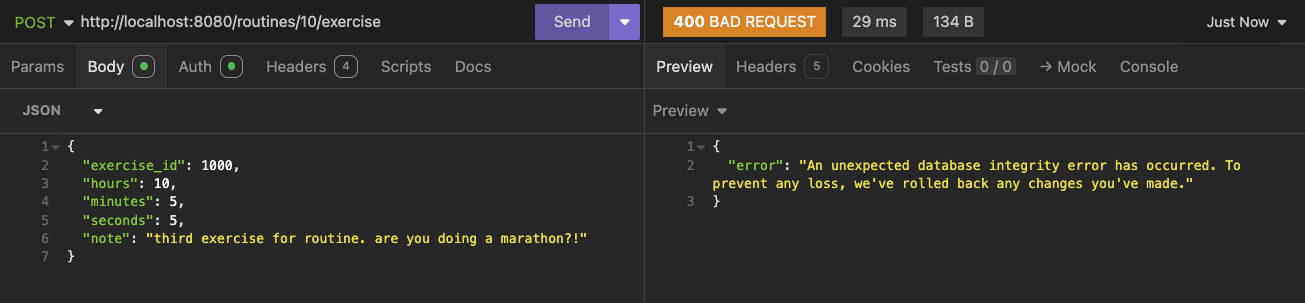 POST http://localhost:8080/routines/10/exercise Send 400 BAD REQUEST 29 ms 134 B Just Now
Params Body Auth Headers 4 Scripts Docs Preview Headers 5 Cookies Tests 0 / 0 → Mock Console
JSON
1 {
2 "exercise_id": 1000,
3 "hours": 10,
4 "minutes": 5,
5 "seconds": 5,
6 "note": "third exercise for routine. are you doing a marathon?!"
7 }
Preview
1 {
2 "error": "An unexpected database integrity error has occurred. To
prevent any loss, we've rolled back any changes you've made."
3 }